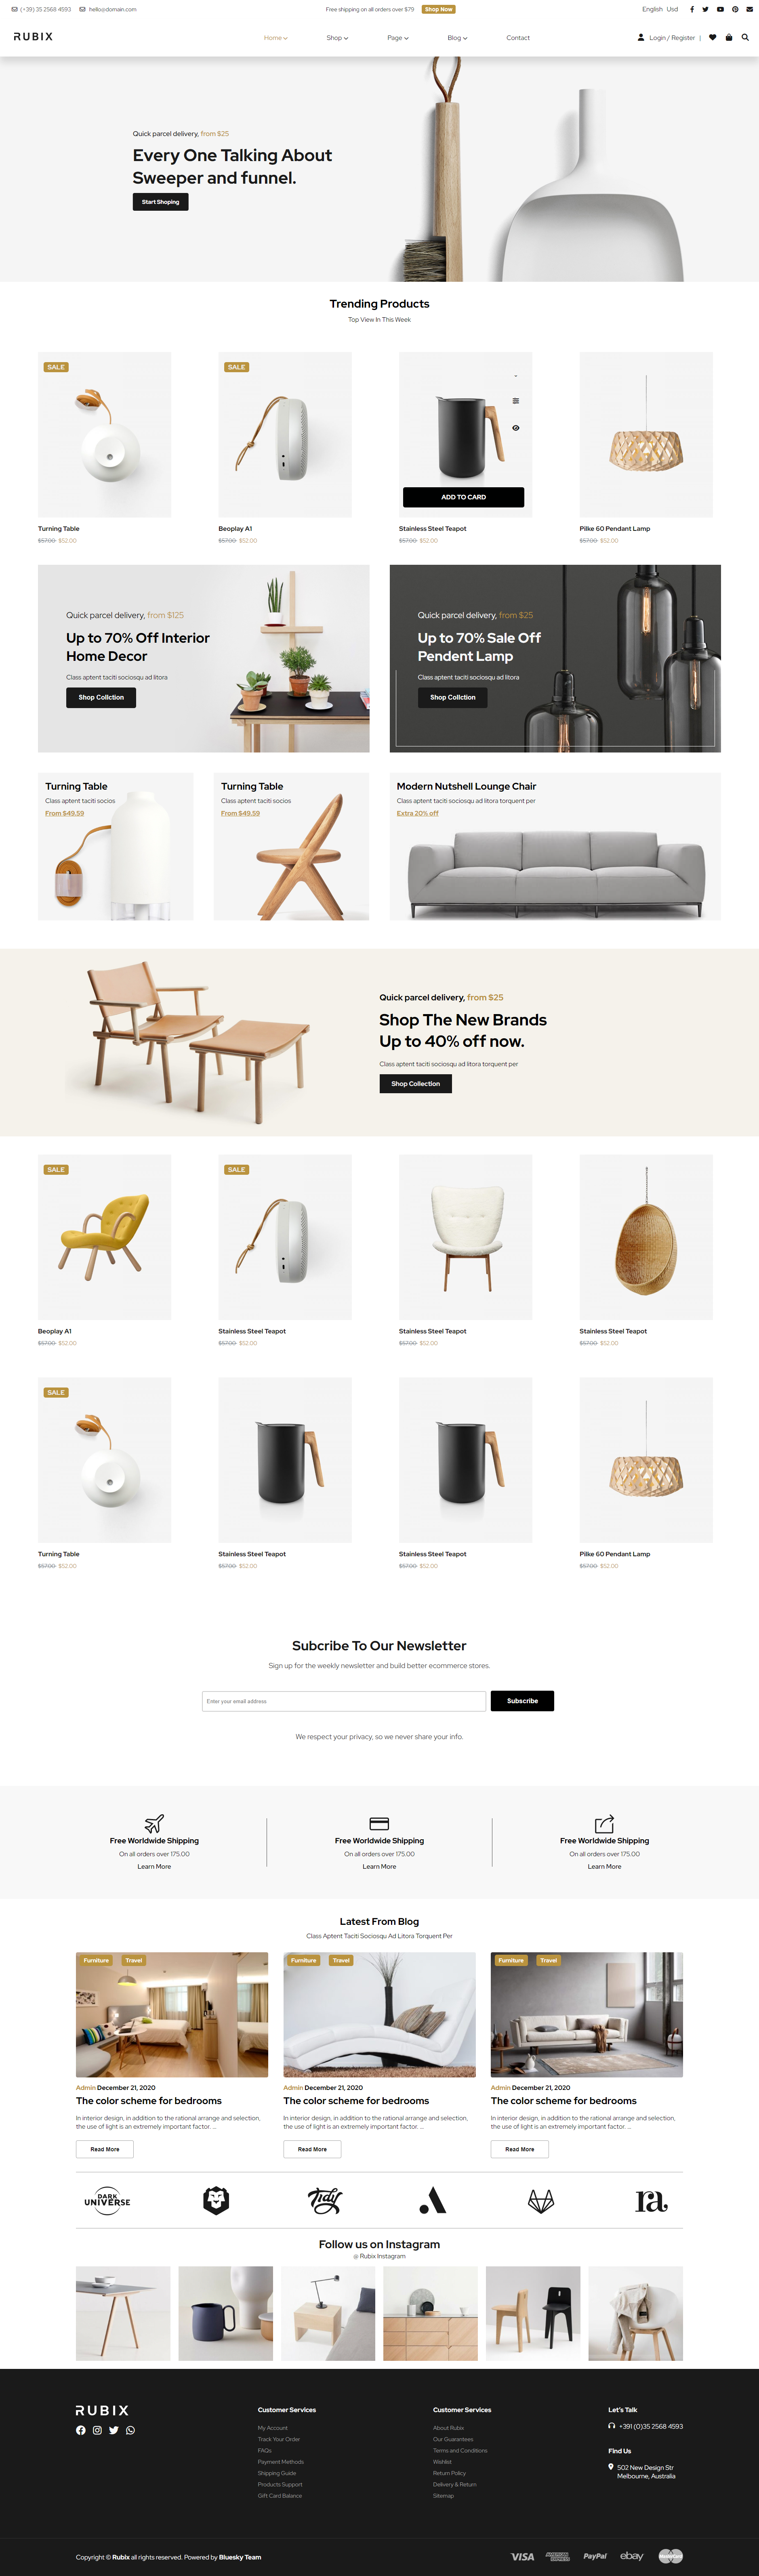 (+39) 35 2568 4593 hello@domain.com Free shipping on all orders over $79 Shop Now English Usd
RUBIX Home Shop Page Blog Contact Login / Register |
Quick parcel delivery, from $25
Every One Talking About
Sweeper and funnel.
Start Shoping
Trending Products
Top View In This Week
SALE SALE
ADD TO CARD
Turning Table Beoplay A1 Stainless Steel Teapot Pilke 60 Pendant Lamp
$57.00 $52.00 $57.00 $52.00 $57.00 $52.00 $57.00 $52.00
Quick parcel delivery, from $125
Up to 70% Off Interior
Home Decor
Class aptent taciti sociosqu ad litora
Shop Collction
Quick parcel delivery, from $25
Up to 70% Sale Off
Pendent Lamp
Class aptent taciti sociosqu ad litora
Shop Collction
Turning Table
Class aptent taciti socios
From $49.59
Turning Table
Class aptent taciti socios
From $49.59
Modern Nutshell Lounge Chair
Class aptent taciti sociosqu ad litora torquent per
Extra 20% off
Quick parcel delivery, from $25
Shop The New Brands
Up to 40% off now.
Class aptent taciti sociosqu ad litora torquent per
Shop Collection
SALE SALE
Beoplay A1 Stainless Steel Teapot Stainless Steel Teapot Stainless Steel Teapot
$57.00 $52.00 $57.00 $52.00 $57.00 $52.00 $57.00 $52.00
SALE
Turning Table Stainless Steel Teapot Stainless Steel Teapot Pilke 60 Pendant Lamp
$57.00 $52.00 $57.00 $52.00 $57.00 $52.00 $57.00 $52.00
Subcribe To Our Newsletter
Sign up for the weekly newsletter and build better ecommerce stores.
Enter your email address Subscribe
We respect your privacy, so we never share your info.
Free Worldwide Shipping Free Worldwide Shipping Free Worldwide Shipping
On all orders over 175.00 On all orders over 175.00 On all orders over 175.00
Learn More Learn More Learn More
Latest From Blog
Class Aptent Taciti Sociosqu Ad Litora Torquent Per
Furniture Travel Furniture Travel Furniture Travel
Admin December 21, 2020
The color scheme for bedrooms
In interior design, in addition to the rational arrange and selection,
the use of light is an extremely important factor. ...
Read More
Admin December 21, 2020
The color scheme for bedrooms
In interior design, in addition to the rational arrange and selection,
the use of light is an extremely important factor. ...
Read More
Admin December 21, 2020
The color scheme for bedrooms
In interior design, in addition to the rational arrange and selection,
the use of light is an extremely important factor. ...
Read More
DARK
UNIVERSE
Tidy
ra
Follow us on Instagram
@ Rubix Instagram
RUBIX
Customer Services
My Account
Track Your Order
FAQs
Payment Methods
Shipping Guide
Products Support
Gift Card Balance
Customer Services
About Rubix
Our Guarantees
Terms and Conditions
Wishlist
Return Policy
Delivery & Return
Sitemap
Let's Talk
+391 (0)35 2568 4593
Find Us
502 New Design Str
Melbourne, Australia
Copyright © Rubix all rights reserved. Powered by Bluesky Team
VISA AMERICAN EXPRESS PayPal ebay MasterCard